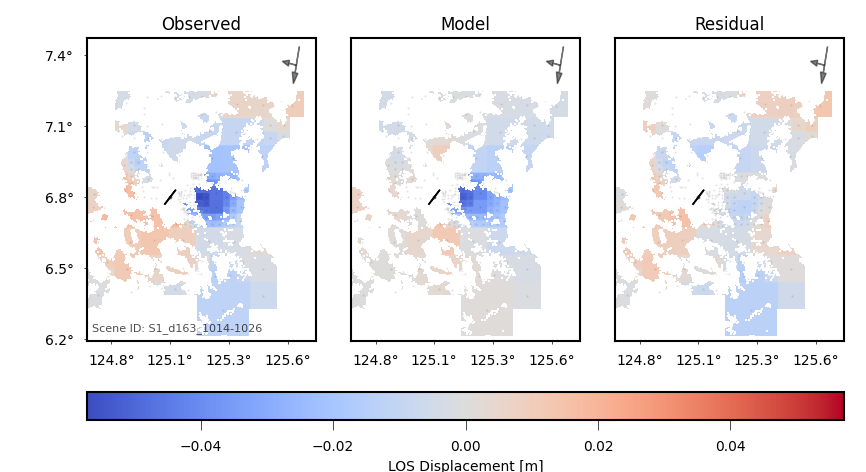 Observed Model Residual
7.4°
7.1°
6.8°
6.5°
6.2°
Scene ID: S1_d163_1014-1026
124.8° 125.1° 125.3° 125.6° 124.8° 125.1° 125.3° 125.6° 124.8° 125.1° 125.3° 125.6°
−0.04 −0.02 0.00 0.02 0.04
LOS Displacement [m]